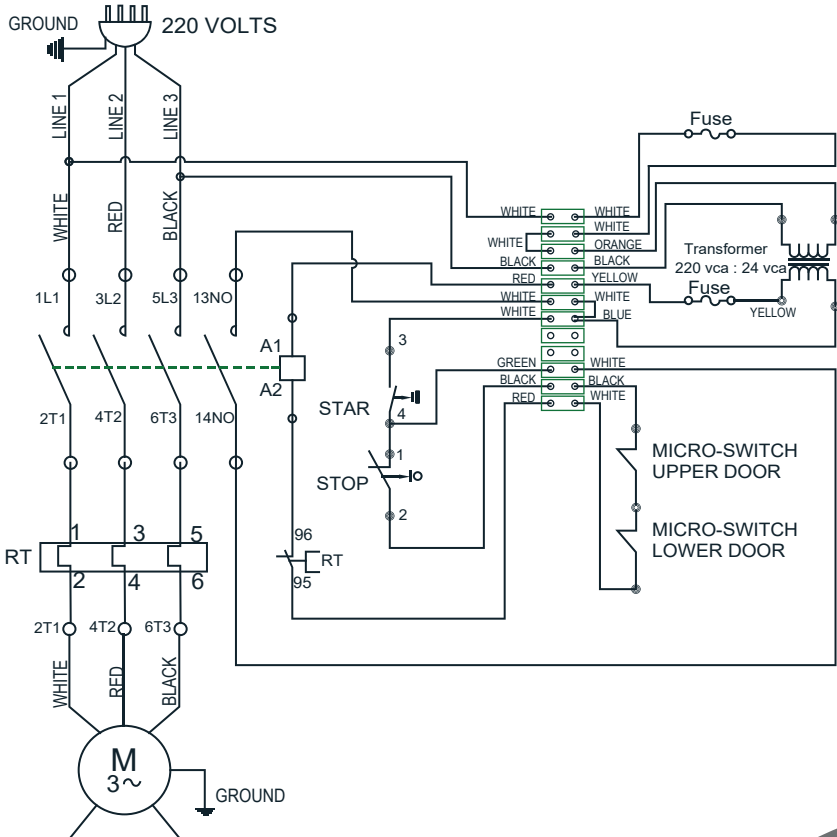 GROUND
220 VOLTS
LINE 1
LINE 2
LINE 3
WHITE
RED
BLACK
1L1
3L2
5L3
13NO
A1
A2
2T1
4T2
6T3
14NO
RT
1
3
5
2
4
6
2T1
4T2
6T3
WHITE
RED
BLACK
M
3~
GROUND
96
RT
95
3
STAR
4
1
STOP
2
WHITE
WHITE
WHITE
WHITE
ORANGE
BLACK
BLACK
RED
YELLOW
WHITE
WHITE
WHITE
BLUE
GREEN
WHITE
BLACK
BLACK
RED
WHITE
Fuse
Transformer
220 vca : 24 vca
Fuse
YELLOW
MICRO-SWITCH
UPPER DOOR
MICRO-SWITCH
LOWER DOOR